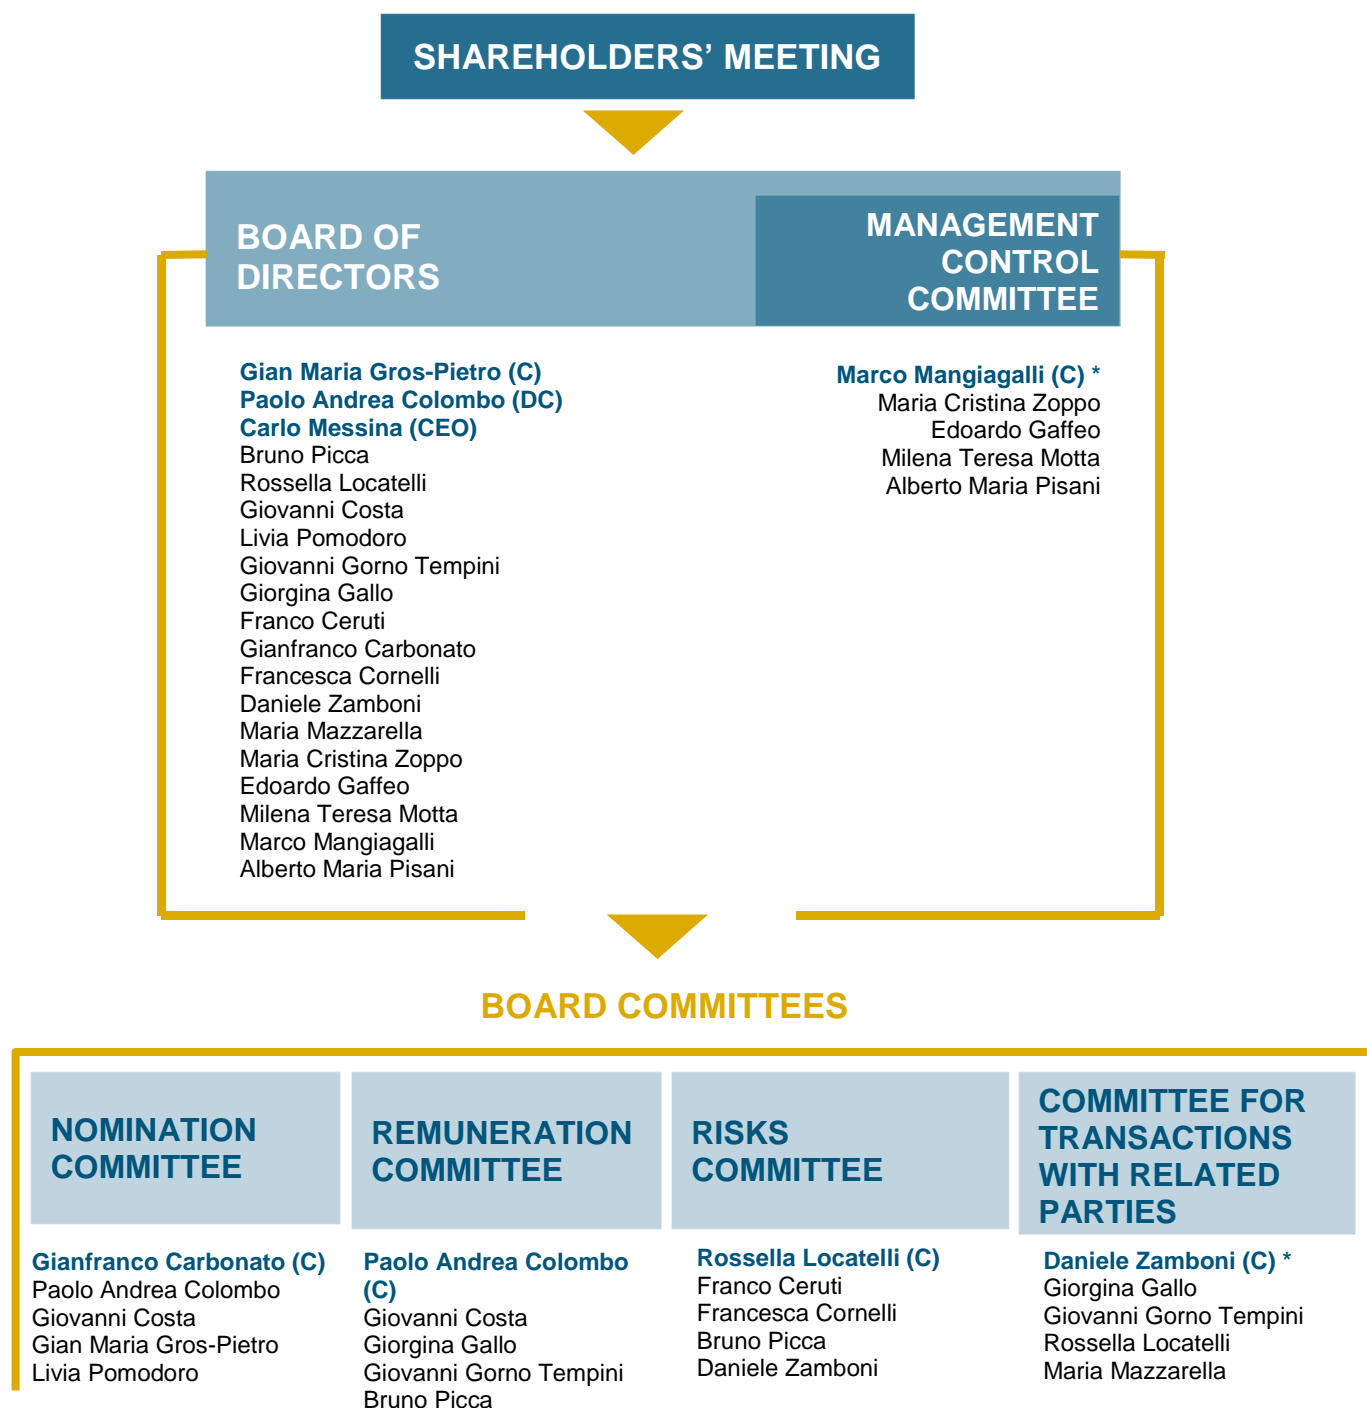 SHAREHOLDERS’ MEETING
BOARD OF
DIRECTORS
MANAGEMENT
CONTROL
COMMITTEE
Gian Maria Gros-Pietro (C)
Paolo Andrea Colombo (DC)
Carlo Messina (CEO)
Bruno Picca
Rossella Locatelli
Giovanni Costa
Livia Pomodoro
Giovanni Gorno Tempini
Giorgina Gallo
Franco Ceruti
Gianfranco Carbonato
Francesca Cornelli
Daniele Zamboni
Maria Mazzarella
Maria Cristina Zoppo
Edoardo Gaffeo
Milena Teresa Motta
Marco Mangiagalli
Alberto Maria Pisani
Marco Mangiagalli (C) *
Maria Cristina Zoppo
Edoardo Gaffeo
Milena Teresa Motta
Alberto Maria Pisani
BOARD COMMITTEES
NOMINATION
COMMITTEE
Gianfranco Carbonato (C)
Paolo Andrea Colombo
Giovanni Costa
Gian Maria Gros-Pietro
Livia Pomodoro
REMUNERATION
COMMITTEE
Paolo Andrea Colombo
(C)
Giovanni Costa
Giorgina Gallo
Giovanni Gorno Tempini
Bruno Picca
RISKS
COMMITTEE
Rossella Locatelli (C)
Franco Ceruti
Francesca Cornelli
Bruno Picca
Daniele Zamboni
COMMITTEE FOR
TRANSACTIONS
WITH RELATED
PARTIES
Daniele Zamboni (C) *
Giorgina Gallo
Giovanni Gorno Tempini
Rossella Locatelli
Maria Mazzarella